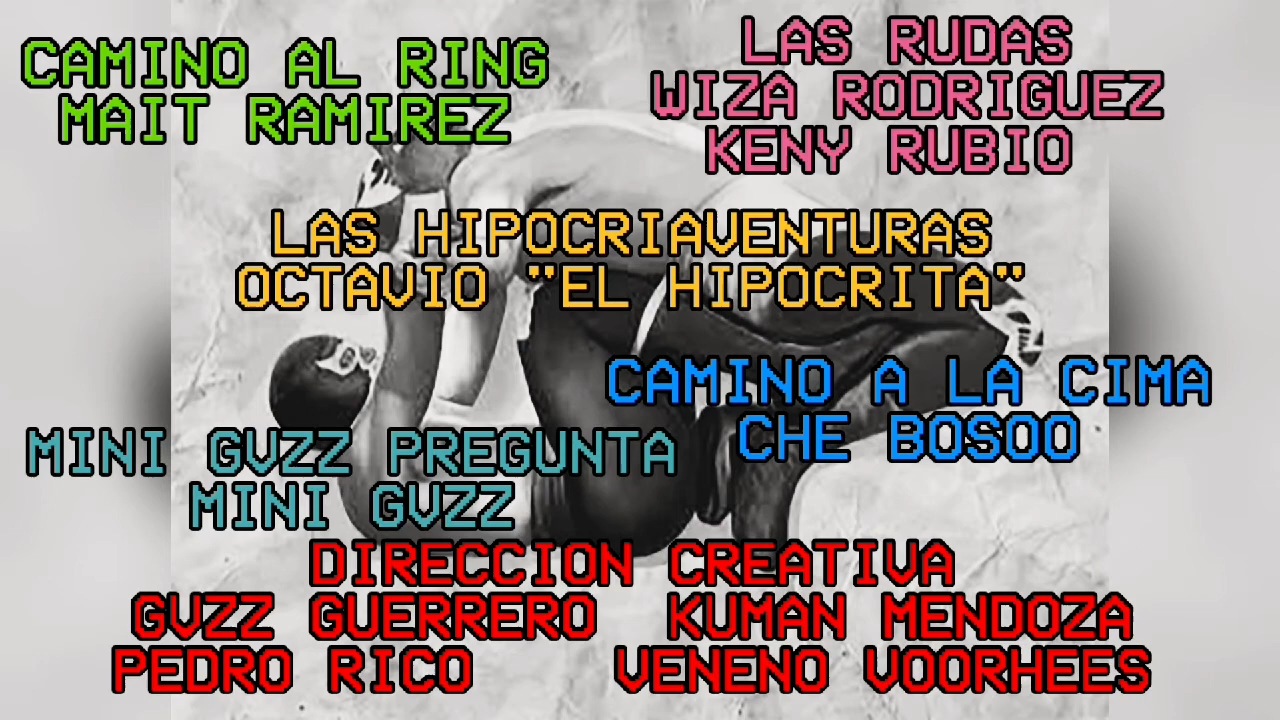 CAMINO AL RING
MAIT RAMIREZ
LAS RUDAS
WIZA RODRIGUEZ
KENY RUBIO
LAS HIPOCRIAVENTURAS
OCTAVIO "EL HIPOCRITA"
CAMINO A LA CIMA
CHE BOSOO
MINI GVZZ PREGUNTA
MINI GVZZ
DIRECCION CREATIVA
GVZZ GUERRERO KUMAN MENDOZA
PEDRO RICO VENENO VOORHEES